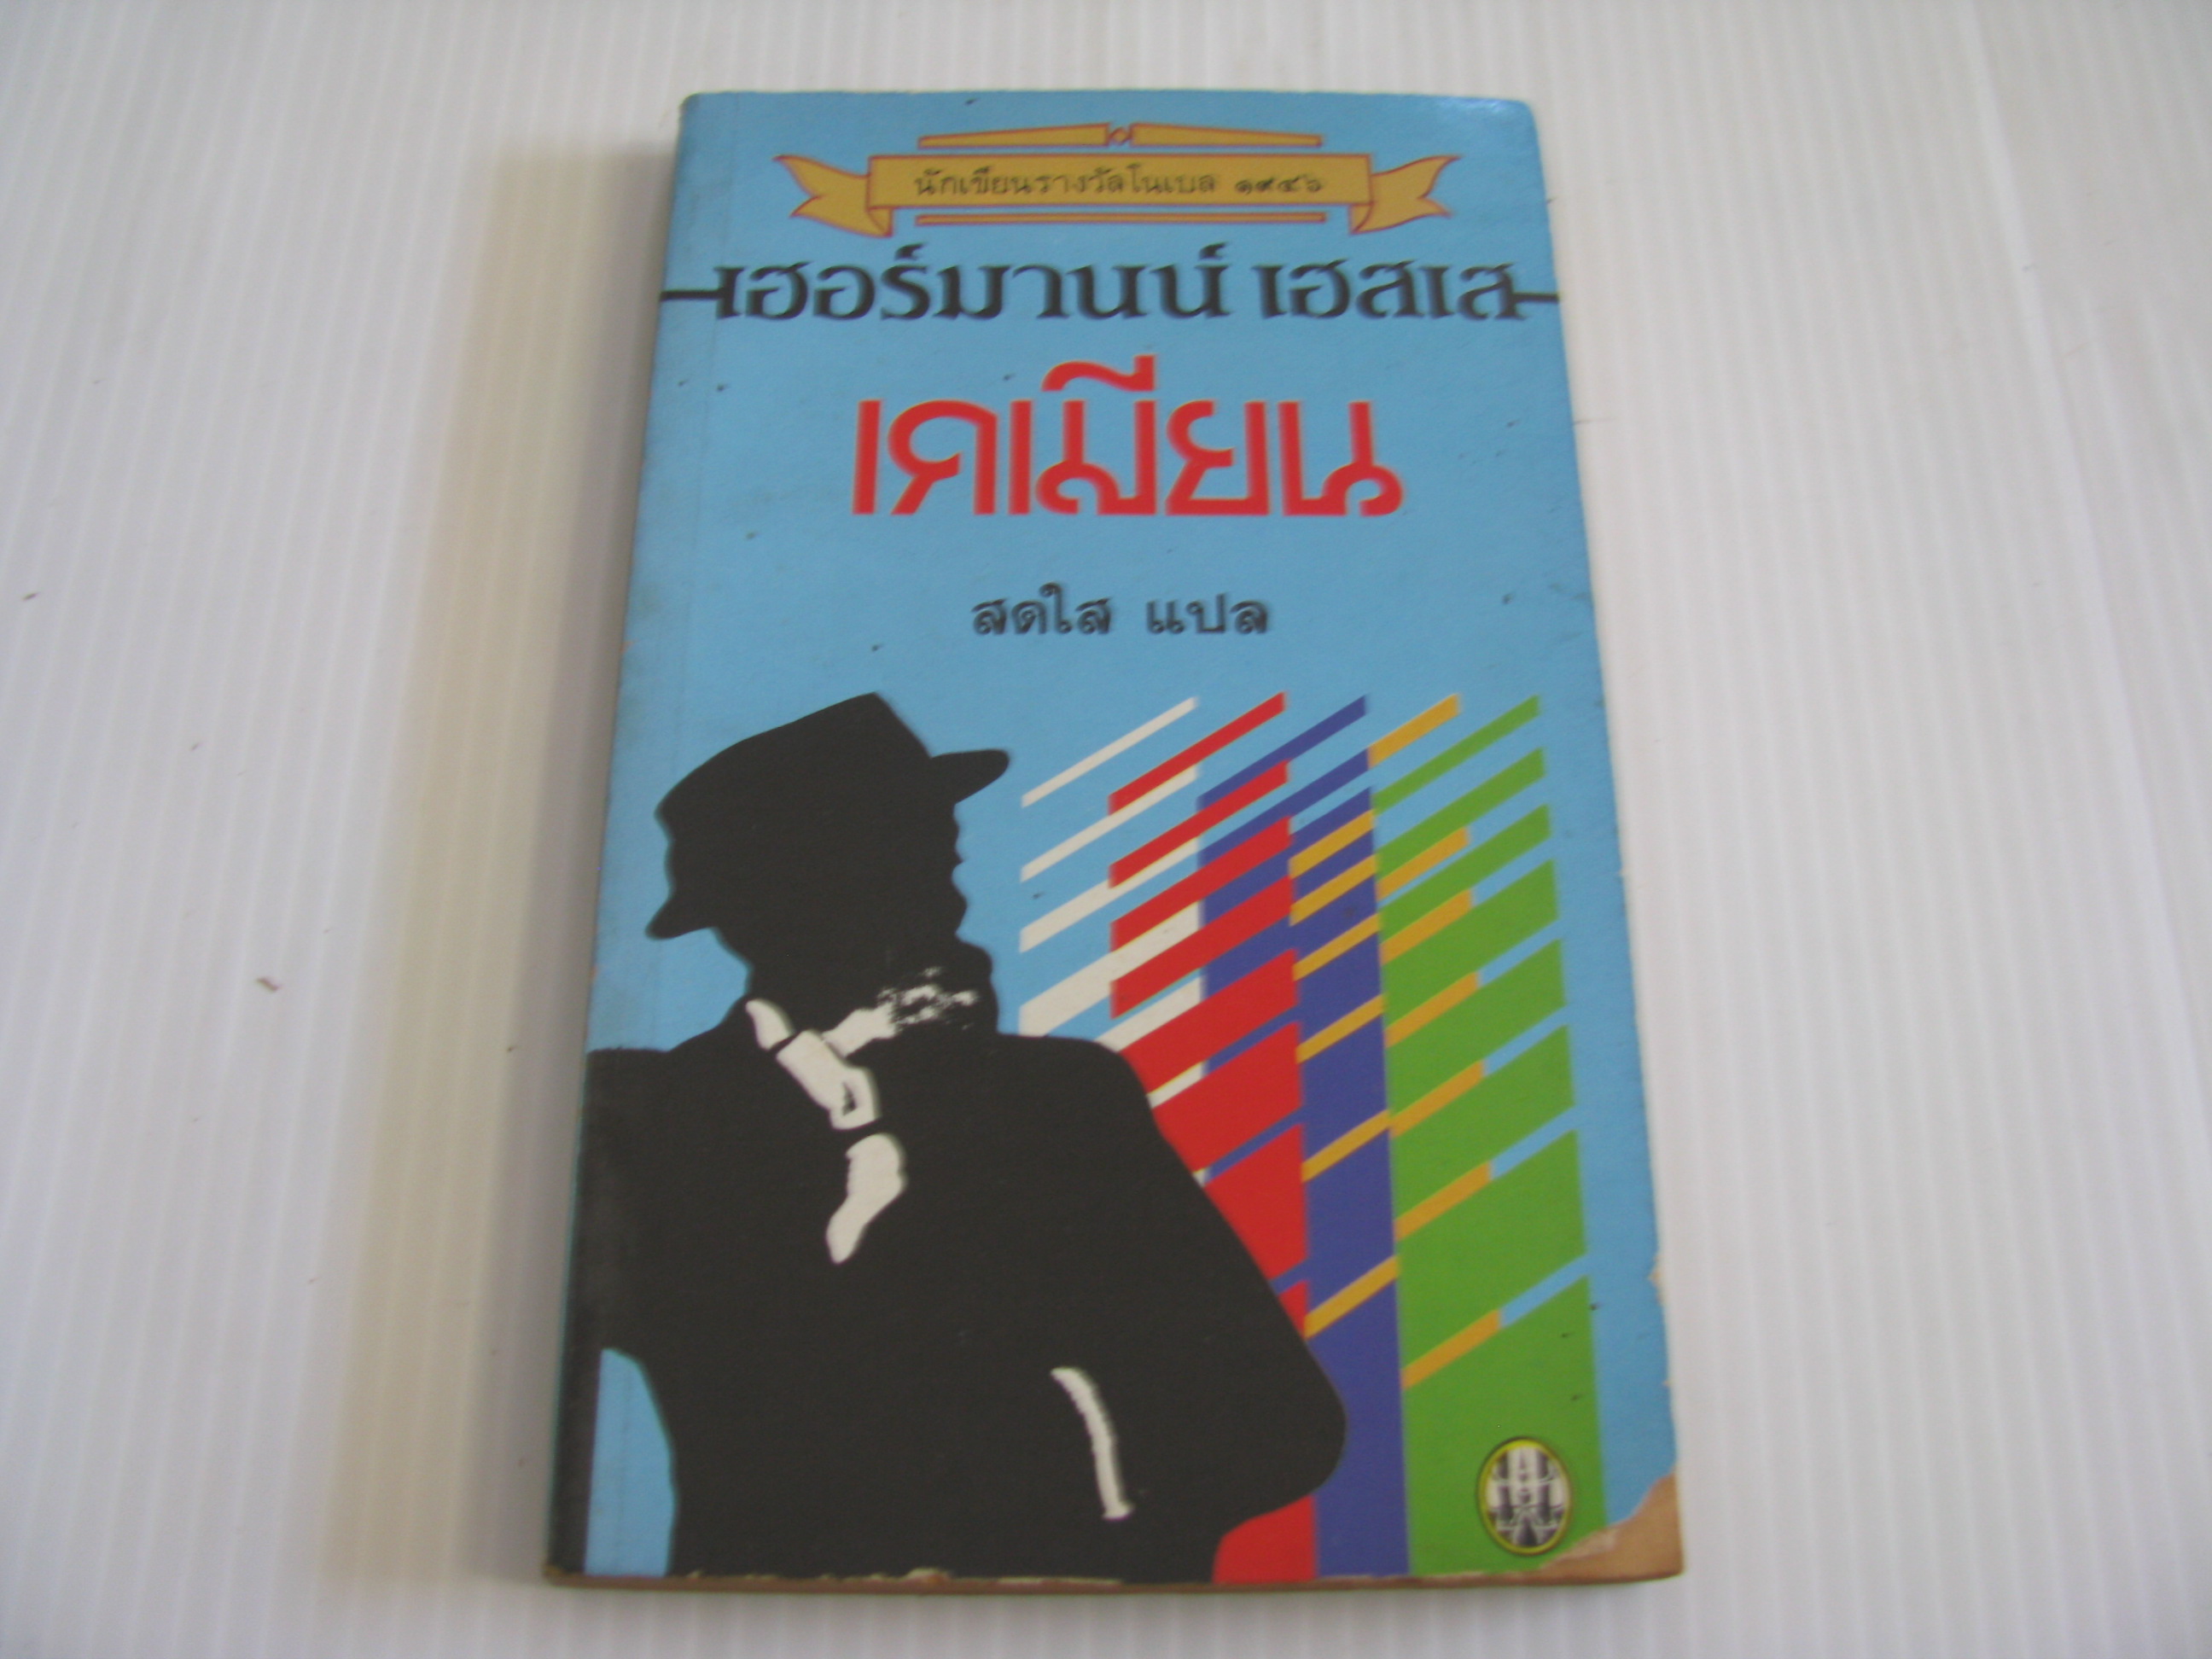 นักเขียนรางวัลโนเบล ๑๙๔๖
เฮอร์มานน์ เฮสเส
เดเมียน
สดใส แปล